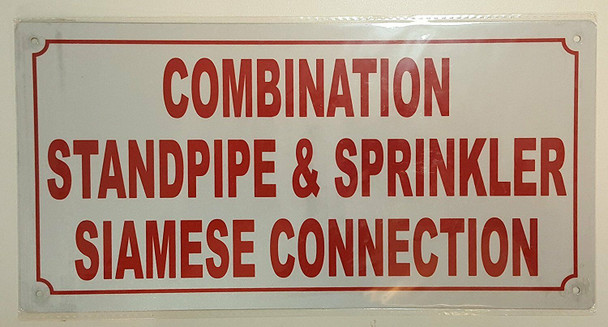 COMBINATION
STANDPIPE & SPRINKLER
SIAMESE CONNECTION